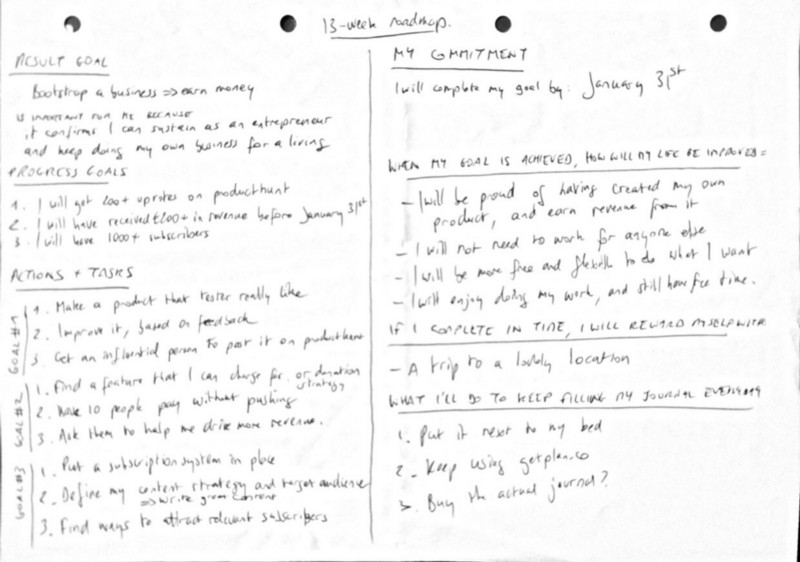 13-week roadmap.
RESULT GOAL
Bootstrap a business => earn money
IS IMPORTANT FOR ME BECAUSE
it confirms I can sustain as an entrepreneur
and keep doing my own business for a living
PROGRESS GOALS
1. I will get 200+ upvotes on producthunt
2. I will have received €200+ in revenue before January 31st
3. I will have 1000+ subscribers
ACTIONS + TASKS
GOAL #1
1. Make a product that tester really like
2. Improve it, based on feedback
3. Get an influential person to post it on producthunt
GOAL #2
1. Find a feature that I can charge for. or donation
strategy
2. Have 10 people pay without pushing
3. Ask them to help me drive more revenue.
GOAL #3
1. Put a subscription system in place
2. Define my content strategy and target audience
=> write great content
3. Find ways to attract relevant subscribers
MY COMMITMENT
I will complete my goal by: January 31st
WHEN MY GOAL IS ACHIEVED, HOW WILL MY LIFE BE IMPROVED=
- I will be proud of having created my own
product, and earn revenue from it
- I will not need to work for anyone else
- I will be more free and flexible to do what I want
- I will enjoy doing my work, and still have free time.
IF I COMPLETE IN TIME, I WILL REWARD MYSELF WITH
- A trip to a lovely location
WHAT I'LL DO TO KEEP FILLING MY JOURNAL EVERYDAY
1. Put it next to my bed
2. Keep using getplan.co
3. Buy the actual journal?